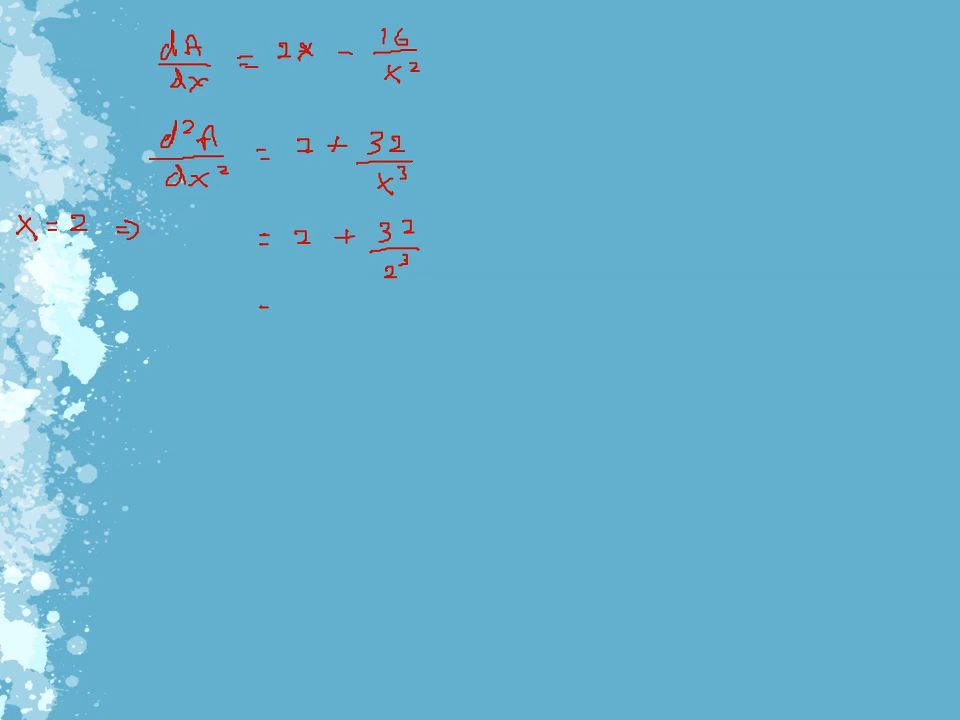 dA/dx = 2x - 16/x²
d²A/dx² = 2 + 32/x³
x = 2 ⇒ = 2 + 32/2³
=